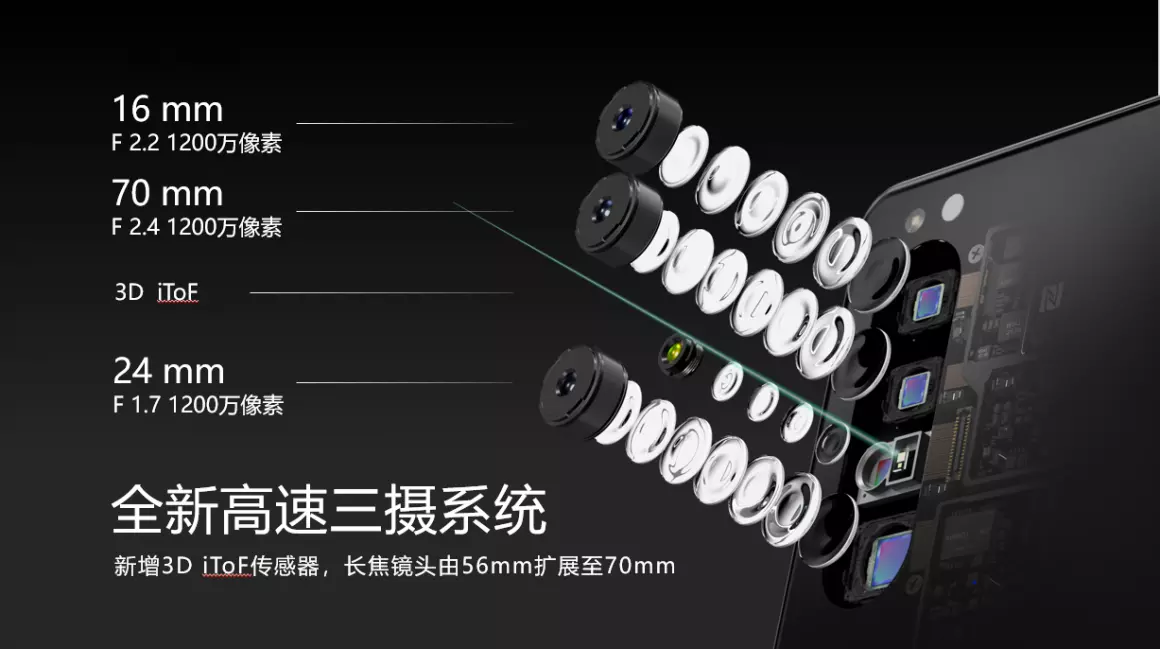 16 mm
F 2.2 1200万像素
70 mm
F 2.4 1200万像素
3D iToF
24 mm
F 1.7 1200万像素
全新高速三摄系统
新增3D iToF传感器，长焦镜头由56mm扩展至70mm